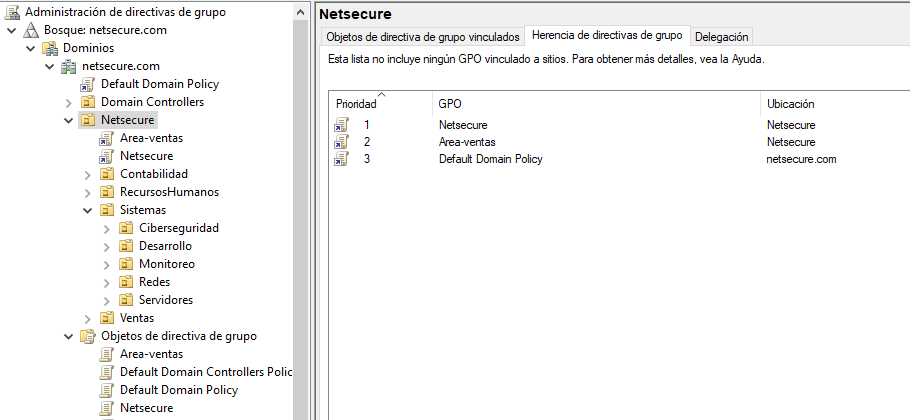 Administración de directivas de grupo
Bosque: netsecure.com
Dominios
netsecure.com
Default Domain Policy
Domain Controllers
Netsecure
Area-ventas
Netsecure
Contabilidad
RecursosHumanos
Sistemas
Ciberseguridad
Desarrollo
Monitoreo
Redes
Servidores
Ventas
Objetos de directiva de grupo
Area-ventas
Default Domain Controllers Polic
Default Domain Policy
Netsecure
Netsecure
Objetos de directiva de grupo vinculados Herencia de directivas de grupo Delegación
Esta lista no incluye ningún GPO vinculado a sitios. Para obtener más detalles, vea la Ayuda.
Prioridad GPO Ubicación
1 Netsecure Netsecure
2 Area-ventas Netsecure
3 Default Domain Policy netsecure.com